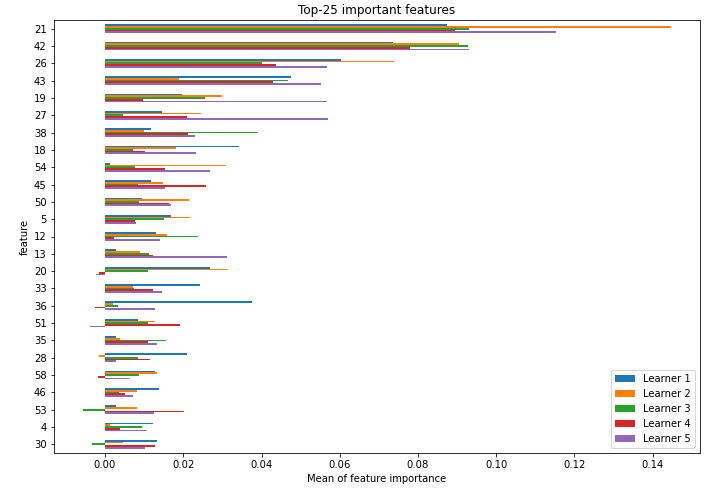 Top-25 important features
21
42
26
43
19
27
38
18
54
45
50
5
12
13
20
33
36
51
35
28
58
46
53
4
30
feature
0.00 0.02 0.04 0.06 0.08 0.10 0.12 0.14
Mean of feature importance
Learner 1
Learner 2
Learner 3
Learner 4
Learner 5